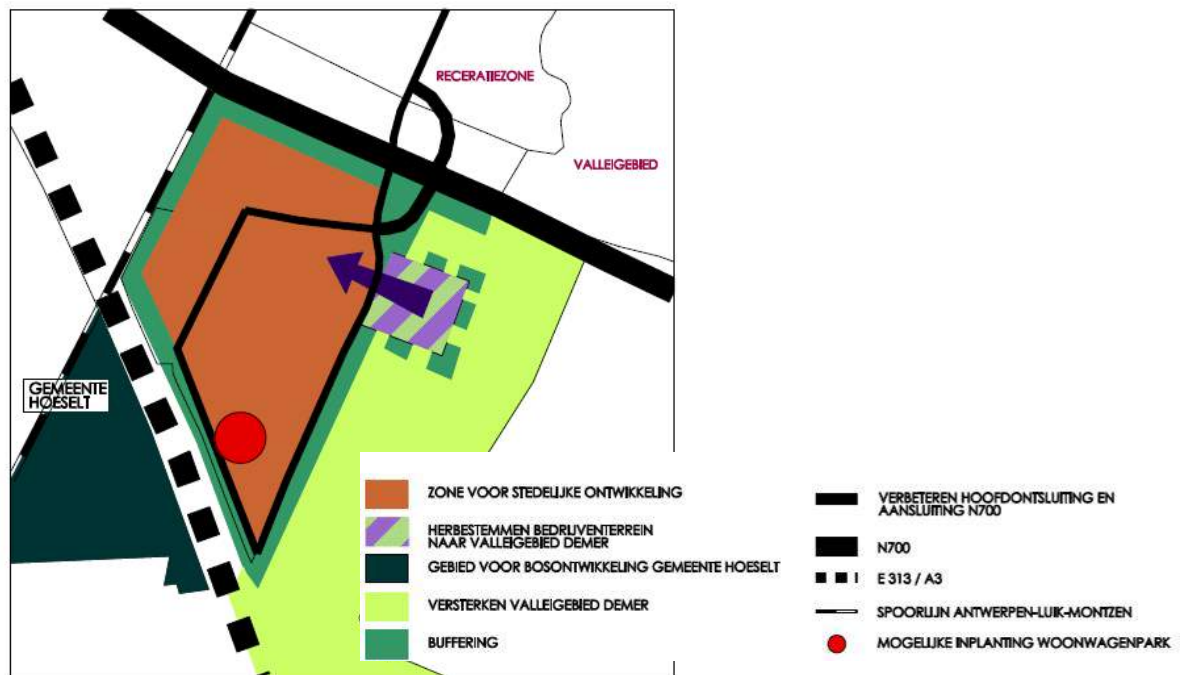 RECERATIEZONE
VALLEIGEBIED
GEMEENTE
HOESELT
ZONE VOOR STEDELIJKE ONTWIKKELING
HERBESTEMMEN BEDRIJVENTERREIN
NAAR VALLEIGEBIED DEMER
GEBIED VOOR BOSONTWIKKELING GEMEENTE HOESELT
VERSTERKEN VALLEIGEBIED DEMER
BUFFERING
VERBETEREN HOOFDONTSLUITING EN
AANSLUITING N700
N700
E 313 / A3
SPOORLIJN ANTWERPEN-LUIK-MONTZEN
MOGELIJKE INPLANTING WOONWAGENPARK